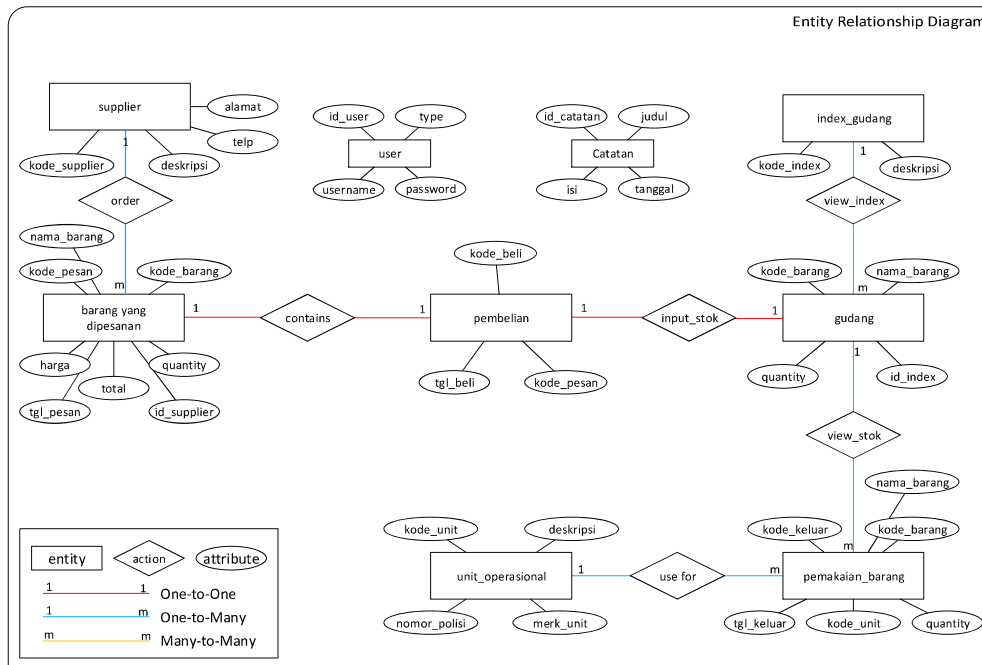 Entity Relationship Diagram
supplier
alamat
telp
kode_supplier
deskripsi
1
order
m
id_user
type
user
username
password
id_catatan
judul
Catatan
isi
tanggal
index_gudang
kode_index
deskripsi
1
view_index
m
nama_barang
kode_pesan
kode_barang
barang yang
dipesanan
harga
quantity
total
tgl_pesan
id_supplier
1
contains
1
kode_beli
pembelian
tgl_beli
kode_pesan
1
input_stok
1
kode_barang
nama_barang
gudang
quantity
id_index
1
view_stok
m
nama_barang
kode_keluar
kode_barang
pemakaian_barang
tgl_keluar
kode_unit
quantity
kode_unit
deskripsi
unit_operasional
nomor_polisi
merk_unit
1
use for
m
entity
action
attribute
1 1 One-to-One
1 m One-to-Many
m m Many-to-Many